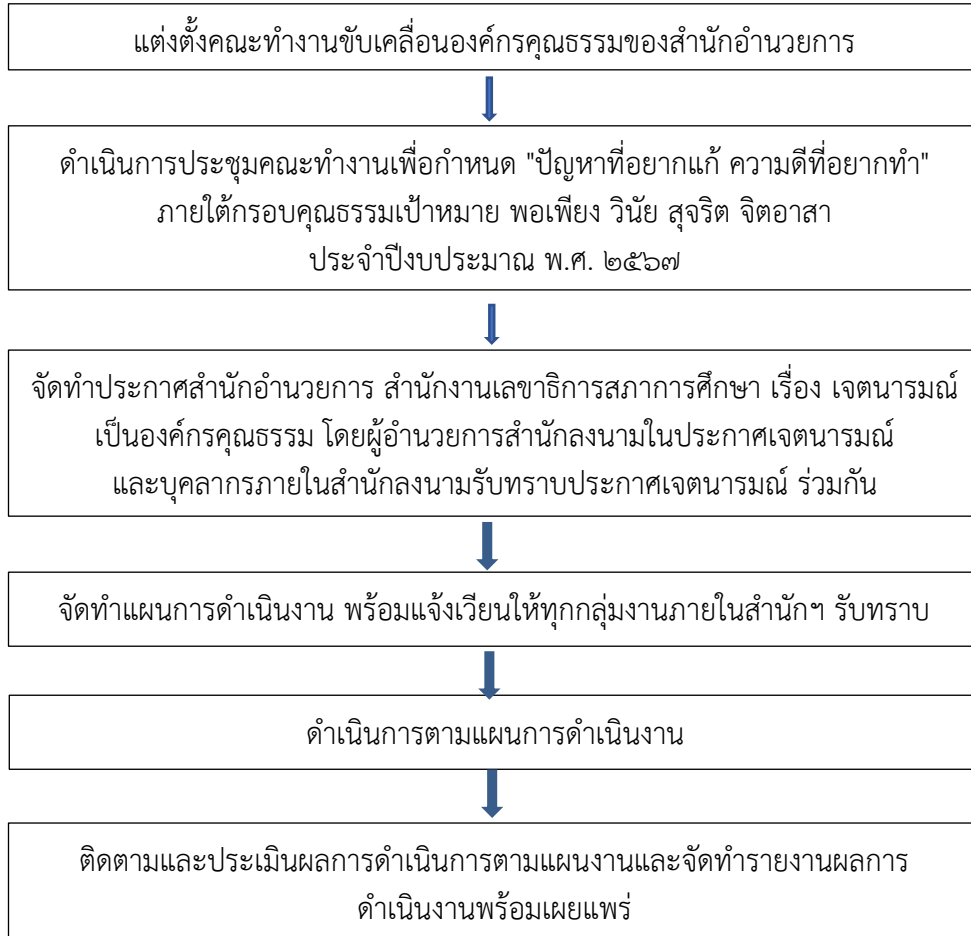 แต่งตั้งคณะทำงานขับเคลื่อนองค์กรคุณธรรมของสำนักอำนวยการ
ดำเนินการประชุมคณะทำงานเพื่อกำหนด "ปัญหาที่อยากแก้ ความดีที่อยากทำ"
ภายใต้กรอบคุณธรรมเป้าหมาย พอเพียง วินัย สุจริต จิตอาสา
ประจำปีงบประมาณ พ.ศ. ๒๕๖๗
จัดทำประกาศสำนักอำนวยการ สำนักงานเลขาธิการสภาการศึกษา เรื่อง เจตนารมณ์
เป็นองค์กรคุณธรรม โดยผู้อำนวยการสำนักลงนามในประกาศเจตนารมณ์
และบุคลากรภายในสำนักลงนามรับทราบประกาศเจตนารมณ์ ร่วมกัน
จัดทำแผนการดำเนินงาน พร้อมแจ้งเวียนให้ทุกกลุ่มงานภายในสำนักฯ รับทราบ
ดำเนินการตามแผนการดำเนินงาน
ติดตามและประเมินผลการดำเนินการตามแผนงานและจัดทำรายงานผลการ
ดำเนินงานพร้อมเผยแพร่